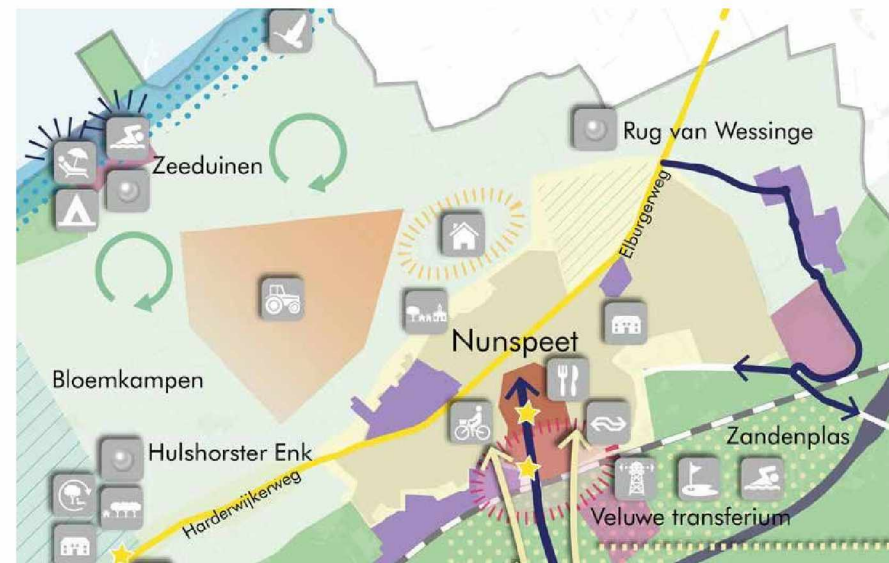 Rug van Wessinge
Zeeduinen
Elburgerweg
Nunspeet
Bloemkampen
Zandenplas
Hulshorster Enk
Harderwijkerweg
Veluwe transferium